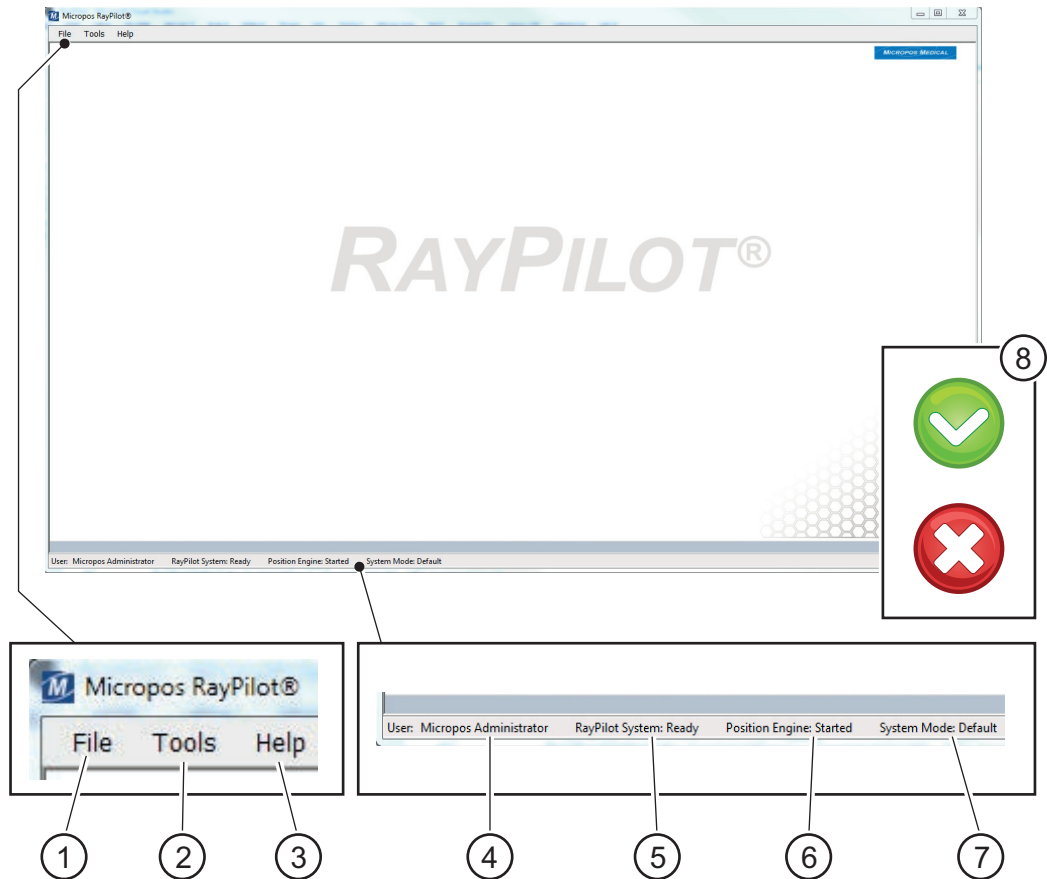 Micropos RayPilot®
File Tools Help
MICROPOS MEDICAL
RAYPILOT®
8
User: Micropos Administrator RayPilot System: Ready Position Engine: Started System Mode: Default
M Micropos RayPilot®
File Tools Help
User: Micropos Administrator RayPilot System: Ready Position Engine: Started System Mode: Default
1 2 3 4 5 6 7